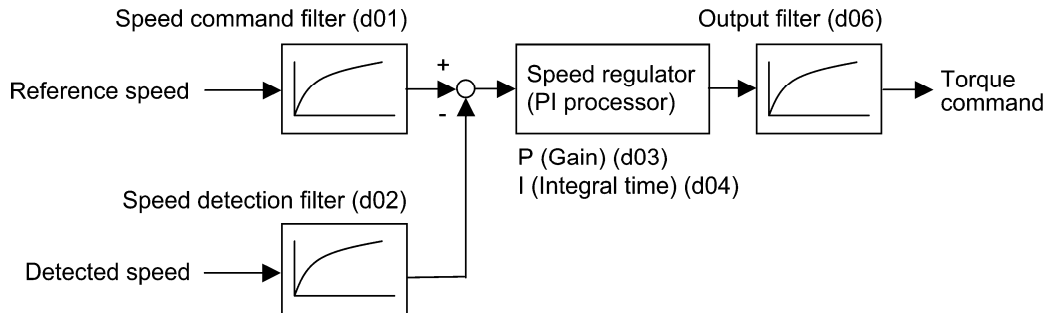 Speed command filter (d01)
Output filter (d06)
Reference speed
+
-
Speed regulator
(PI processor)
Torque
command
P (Gain) (d03)
I (Integral time) (d04)
Speed detection filter (d02)
Detected speed